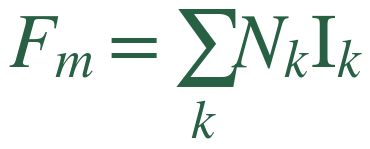 F_m = ∑_k N_k I_k